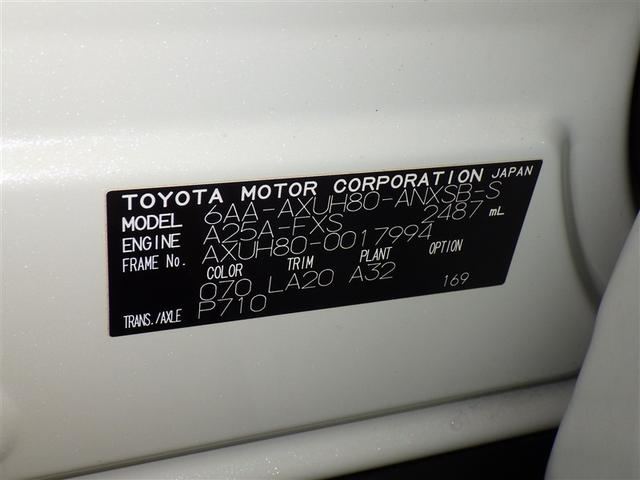 TOYOTA MOTOR CORPORATION JAPAN
MODEL 6AA-AXUH80-ANXSB-S
ENGINE A25A-FXS 2487 mL
FRAME No. AXUH80-0017994
COLOR TRIM PLANT OPTION
070 LA20 A32
TRANS./AXLE P710 169